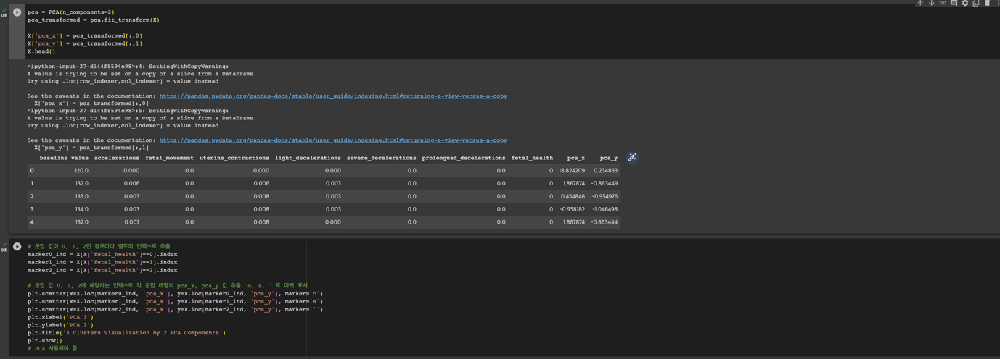 pca = PCA(n_components=2)
pca_transformed = pca.fit_transform(X)
X['pca_x'] = pca_transformed[:,0]
X['pca_y'] = pca_transformed[:,1]
X.head()
<ipython-input-27-d144f8594e98>:4: SettingWithCopyWarning:
A value is trying to be set on a copy of a slice from a DataFrame.
Try using .loc[row_indexer,col_indexer] = value instead
See the caveats in the documentation: https://pandas.pydata.org/pandas-docs/stable/user_guide/indexing.html#returning-a-view-versus-a-copy
X['pca_x'] = pca_transformed[:,0]
<ipython-input-27-d144f8594e98>:5: SettingWithCopyWarning:
A value is trying to be set on a copy of a slice from a DataFrame.
Try using .loc[row_indexer,col_indexer] = value instead
See the caveats in the documentation: https://pandas.pydata.org/pandas-docs/stable/user_guide/indexing.html#returning-a-view-versus-a-copy
X['pca_y'] = pca_transformed[:,1]
baseline value accelerations fetal_movement uterine_contractions light_decelerations severe_decelerations prolongued_decelerations fetal_health pca_x pca_y
0 120.0 0.000 0.0 0.000 0.000 0.0 0.0 0 18.824209 0.234833
1 132.0 0.006 0.0 0.006 0.003 0.0 0.0 0 1.867874 -0.863449
2 133.0 0.003 0.0 0.008 0.003 0.0 0.0 0 0.454846 -0.954976
3 134.0 0.003 0.0 0.008 0.003 0.0 0.0 0 -0.958182 -1.046498
4 132.0 0.007 0.0 0.008 0.000 0.0 0.0 0 1.867874 -0.863444
# 군집 값이 0, 1, 2인 경우마다 별도의 인덱스로 추출
marker0_ind = X[X['fetal_health']==0].index
marker1_ind = X[X['fetal_health']==1].index
marker2_ind = X[X['fetal_health']==2].index
# 군집 값 0, 1, 2에 해당하는 인덱스로 각 군집 레벨의 pca_x, pca_y 값 추출. o, s, ^ 로 마커 표시
plt.scatter(x=X.loc[marker0_ind, 'pca_x'], y=X.loc[marker0_ind, 'pca_y'], marker='o')
plt.scatter(x=X.loc[marker1_ind, 'pca_x'], y=X.loc[marker1_ind, 'pca_y'], marker='s')
plt.scatter(x=X.loc[marker2_ind, 'pca_x'], y=X.loc[marker2_ind, 'pca_y'], marker='^')
plt.xlabel('PCA 1')
plt.ylabel('PCA 2')
plt.title('3 Clusters Visualization by 2 PCA Components')
plt.show()
# PCA 사용해야 함